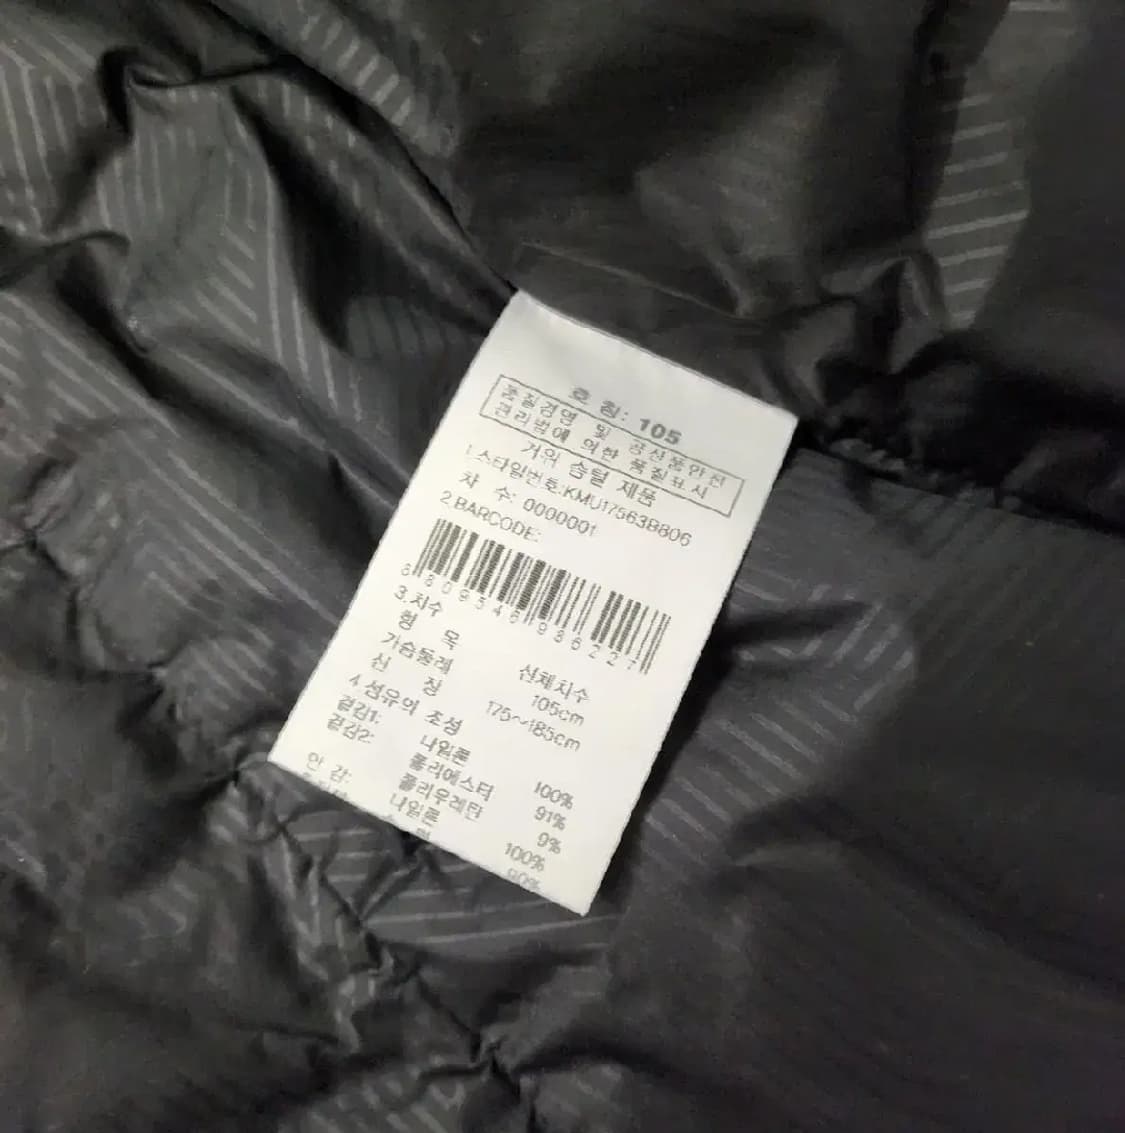 호 칭: 105
품질경영 및 공산품안전
관리법에 의한 품질표시
거위 솜털 제품
1.스타일번호:KMU17563B806
차 수: 0000001
2.BARCODE:
8 809546 986227
3.치수
항 목 신체치수
가슴둘레 105cm
신 장 175~185cm
4.섬유의 조성
겉감1: 나일론 100%
겉감2: 폴리에스터 91%
폴리우레탄 9%
안 감: 나일론 100%
90%